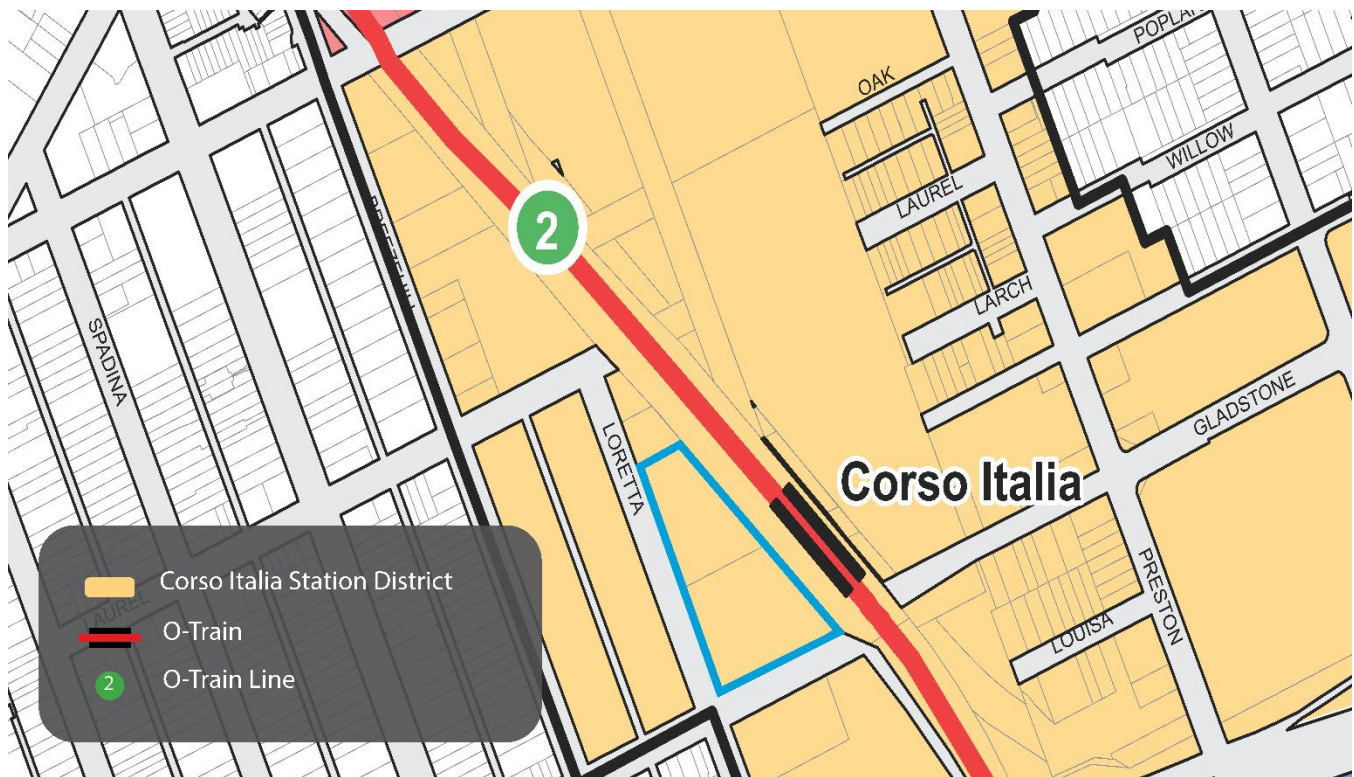 POPLAR
OAK
WILLOW
LAUREL
2
LARCH
SPADINA
GLADSTONE
LORETTA
Corso Italia
PRESTON
LOUISA
Corso Italia Station District
LAUREL
O-Train
2
O-Train Line